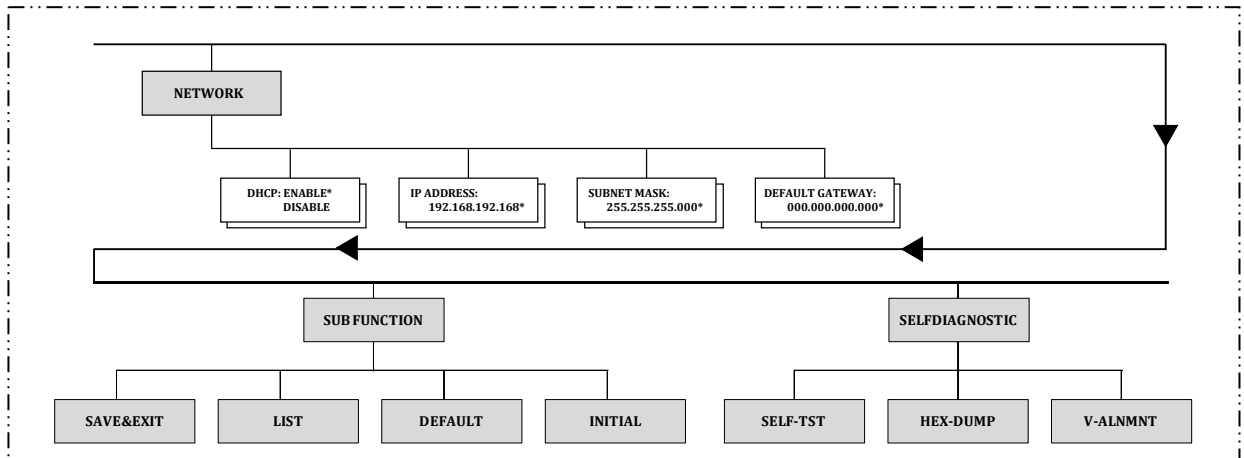 NETWORK
DHCP: ENABLE*
DISABLE
IP ADDRESS:
192.168.192.168*
SUBNET MASK:
255.255.255.000*
DEFAULT GATEWAY:
000.000.000.000*
SUB FUNCTION
SELFDIAGNOSTIC
SAVE&EXIT
LIST
DEFAULT
INITIAL
SELF-TST
HEX-DUMP
V-ALNMNT